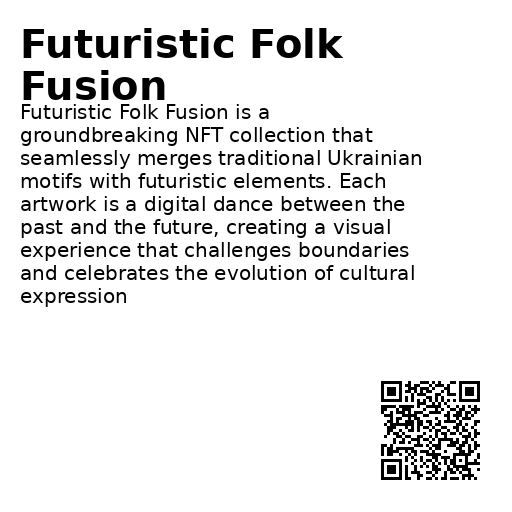 Futuristic Folk
Fusion
Futuristic Folk Fusion is a
groundbreaking NFT collection that
seamlessly merges traditional Ukrainian
motifs with futuristic elements. Each
artwork is a digital dance between the
past and the future, creating a visual
experience that challenges boundaries
and celebrates the evolution of cultural
expression